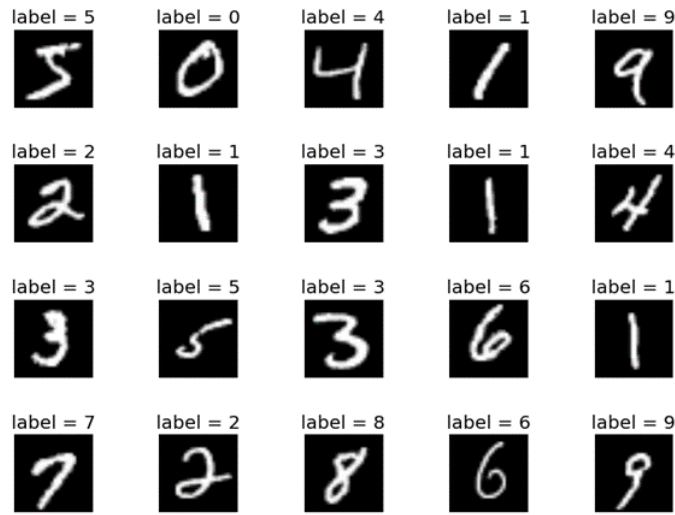 label = 5 label = 0 label = 4 label = 1 label = 9
5 0 4 1 9
label = 2 label = 1 label = 3 label = 1 label = 4
2 1 3 1 4
label = 3 label = 5 label = 3 label = 6 label = 1
3 5 3 6 1
label = 7 label = 2 label = 8 label = 6 label = 9
7 2 8 6 9